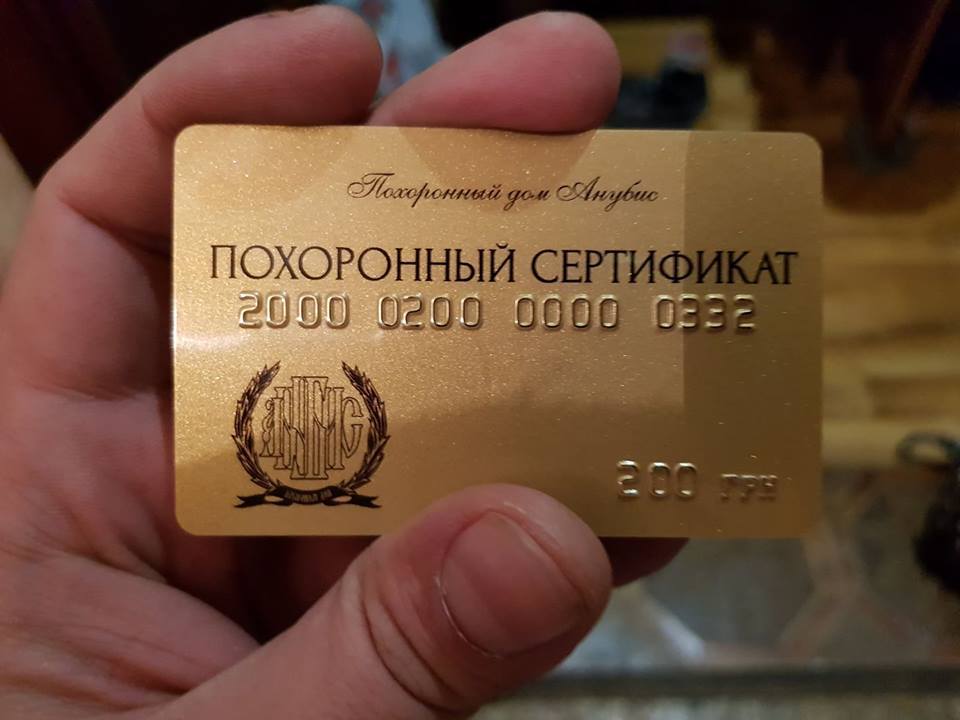 Похоронный дом Анубис
ПОХОРОННЫЙ СЕРТИФИКАТ
2000 0200 0000 0332
200 ГРН